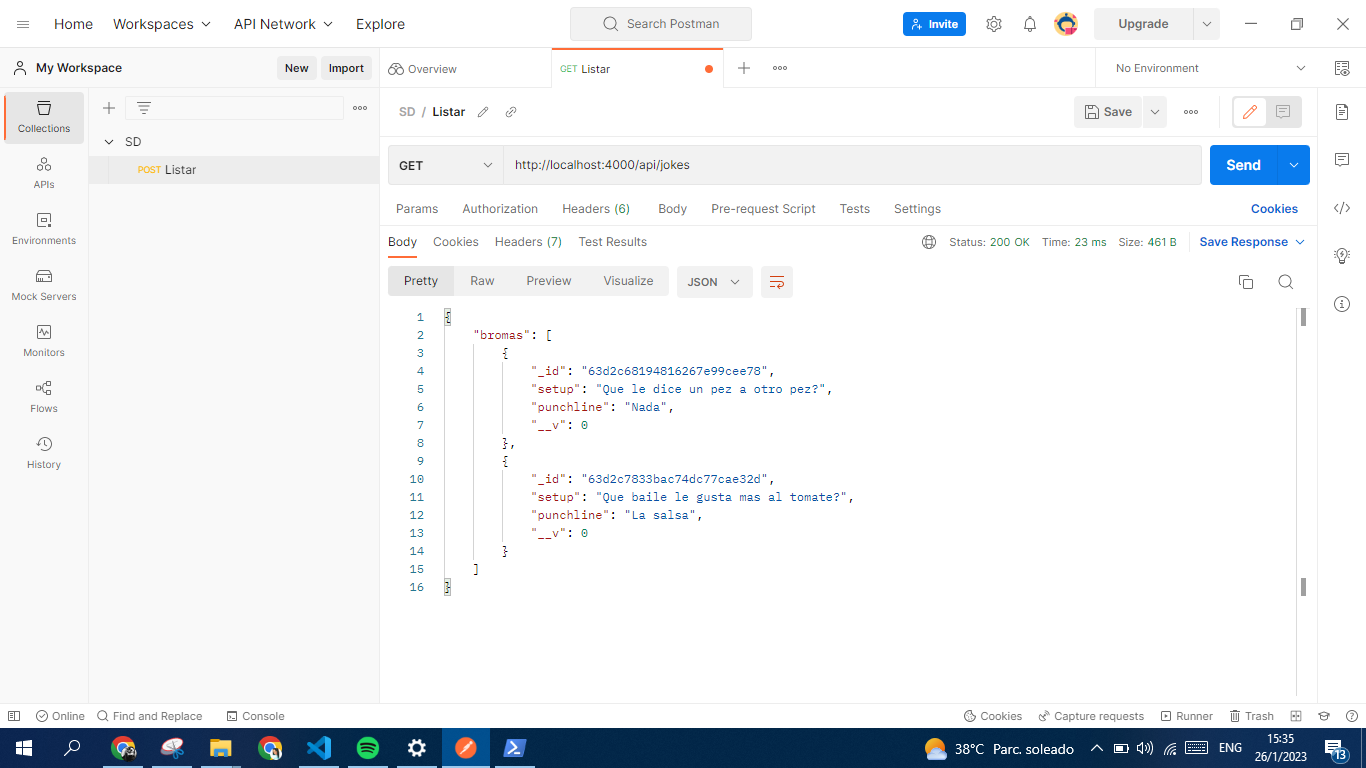 Home Workspaces API Network Explore Search Postman Invite Upgrade
My Workspace New Import Overview GET Listar No Environment
SD / Listar Save
Collections
SD
POST Listar
GET http://localhost:4000/api/jokes Send
APIs
Params Authorization Headers (6) Body Pre-request Script Tests Settings Cookies
Environments
Body Cookies Headers (7) Test Results Status: 200 OK Time: 23 ms Size: 461 B Save Response
Pretty Raw Preview Visualize JSON
Mock Servers
Monitors
Flows
History
1 {
2 "bromas": [
3 {
4 "_id": "63d2c68194816267e99cee78",
5 "setup": "Que le dice un pez a otro pez?",
6 "punchline": "Nada",
7 "__v": 0
8 },
9 {
10 "_id": "63d2c7833bac74dc77cae32d",
11 "setup": "Que baile le gusta mas al tomate?",
12 "punchline": "La salsa",
13 "__v": 0
14 }
15 ]
16 }
Online Find and Replace Console Cookies Capture requests Runner Trash
38°C Parc. soleado ENG 15:35
26/1/2023 13